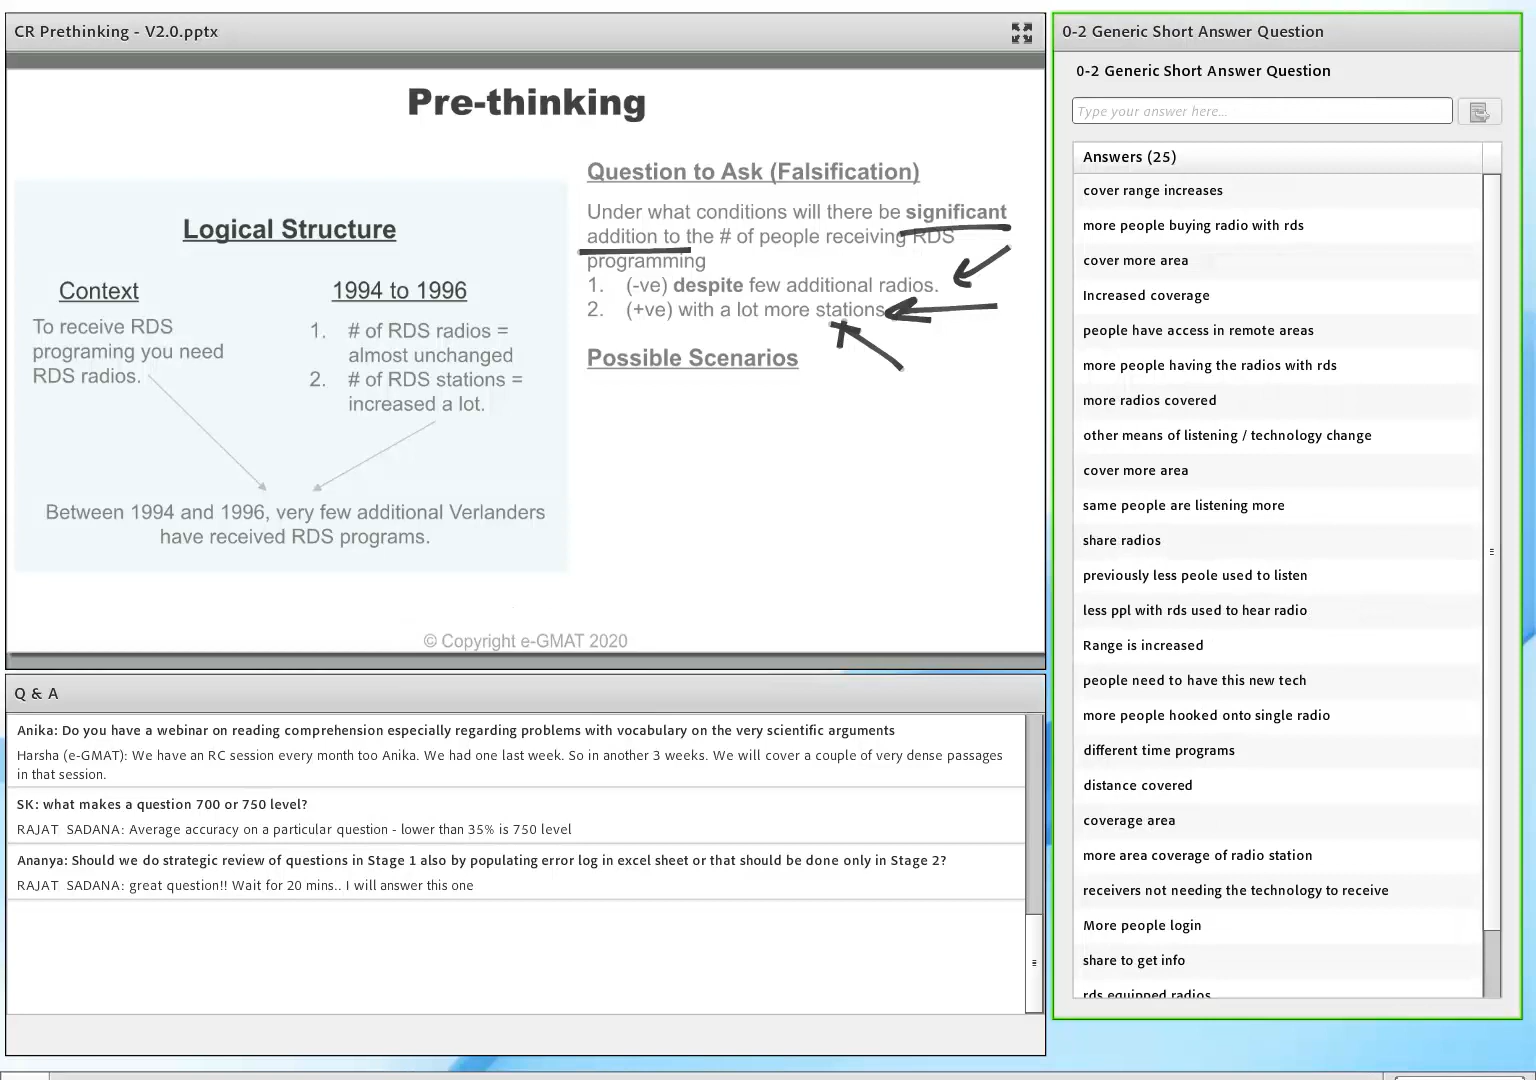 CR Prethinking - V2.0.pptx
Pre-thinking
Logical Structure
Context
To receive RDS
programing you need
RDS radios.
1994 to 1996
1. # of RDS radios =
almost unchanged
2. # of RDS stations =
increased a lot.
Between 1994 and 1996, very few additional Verlanders
have received RDS programs.
Question to Ask (Falsification)
Under what conditions will there be significant
addition to the # of people receiving RDS
programming
1. (-ve) despite few additional radios.
2. (+ve) with a lot more stations
Possible Scenarios
© Copyright e-GMAT 2020
Q & A
Anika: Do you have a webinar on reading comprehension especially regarding problems with vocabulary on the very scientific arguments
Harsha (e-GMAT): We have an RC session every month too Anika. We had one last week. So in another 3 weeks. We will cover a couple of very dense passages
in that session.
SK: what makes a question 700 or 750 level?
RAJAT SADANA: Average accuracy on a particular question - lower than 35% is 750 level
Ananya: Should we do strategic review of questions in Stage 1 also by populating error log in excel sheet or that should be done only in Stage 2?
RAJAT SADANA: great question!! Wait for 20 mins.. I will answer this one
0-2 Generic Short Answer Question
0-2 Generic Short Answer Question
Type your answer here...
Answers (25)
cover range increases
more people buying radio with rds
cover more area
Increased coverage
people have access in remote areas
more people having the radios with rds
more radios covered
other means of listening / technology change
cover more area
same people are listening more
share radios
previously less peole used to listen
less ppl with rds used to hear radio
Range is increased
people need to have this new tech
more people hooked onto single radio
different time programs
distance covered
coverage area
more area coverage of radio station
receivers not needing the technology to receive
More people login
share to get info
rds equipped radios